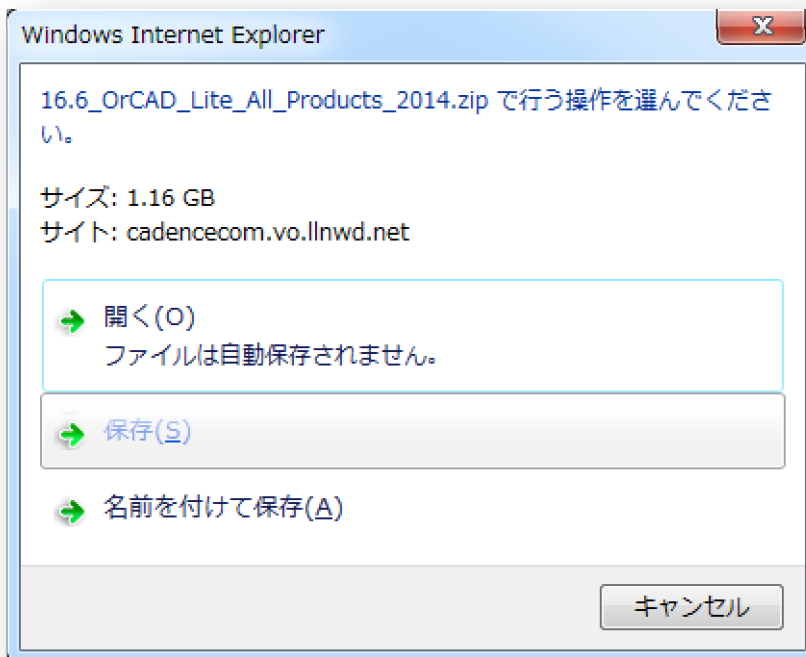 Windows Internet Explorer
16.6_OrCAD_Lite_All_Products_2014.zip で行う操作を選んでくださ
い。
サイズ: 1.16 GB
サイト: cadencecom.vo.llnwd.net
開く(O)
ファイルは自動保存されません。
保存(S)
名前を付けて保存(A)
キャンセル